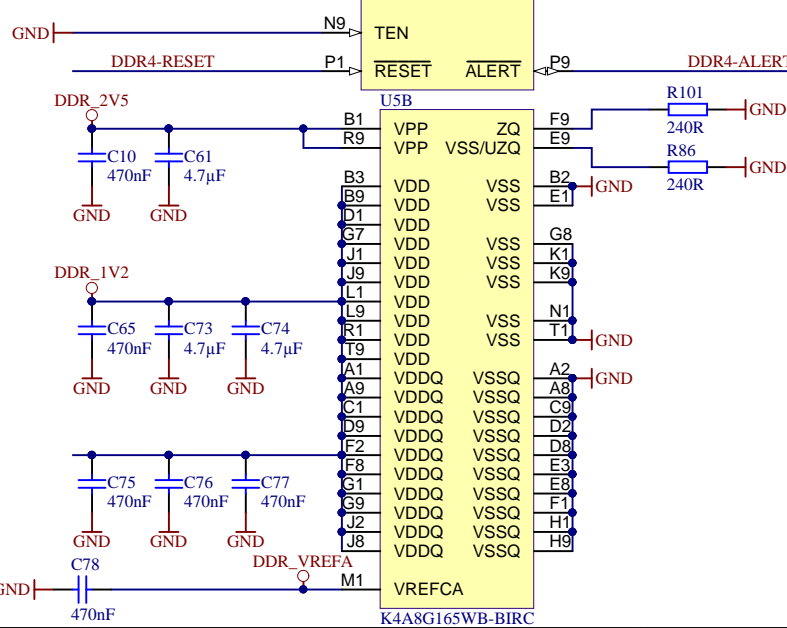 GND
N9
TEN
DDR4-RESET
P1
RESET
ALERT
P9
DDR4-ALERT
U5B
DDR_2V5
C10
470nF
C61
4.7µF
GND
GND
B1 VPP ZQ F9
R9 VPP VSS/UZQ E9
R101
240R
GND
R86
240R
GND
B3 VDD VSS B2 GND
B9 VDD VSS E1
D1 VDD
G7 VDD VSS G8
J1 VDD VSS K1
J9 VDD VSS K9
L1 VDD
L9 VDD VSS N1
R1 VDD VSS T1 GND
T9 VDD
A1 VDDQ VSSQ A2 GND
A9 VDDQ VSSQ A8
C1 VDDQ VSSQ C9
D9 VDDQ VSSQ D2
F2 VDDQ VSSQ D8
F8 VDDQ VSSQ E3
G1 VDDQ VSSQ E8
G9 VDDQ VSSQ F1
J2 VDDQ VSSQ H1
J8 VDDQ VSSQ H9
DDR_1V2
C65
470nF
C73
4.7µF
C74
4.7µF
GND
GND
GND
C75
470nF
C76
470nF
C77
470nF
GND
GND
GND
C78
470nF
GND
DDR_VREFA
M1 VREFCA
K4A8G165WB-BIRC